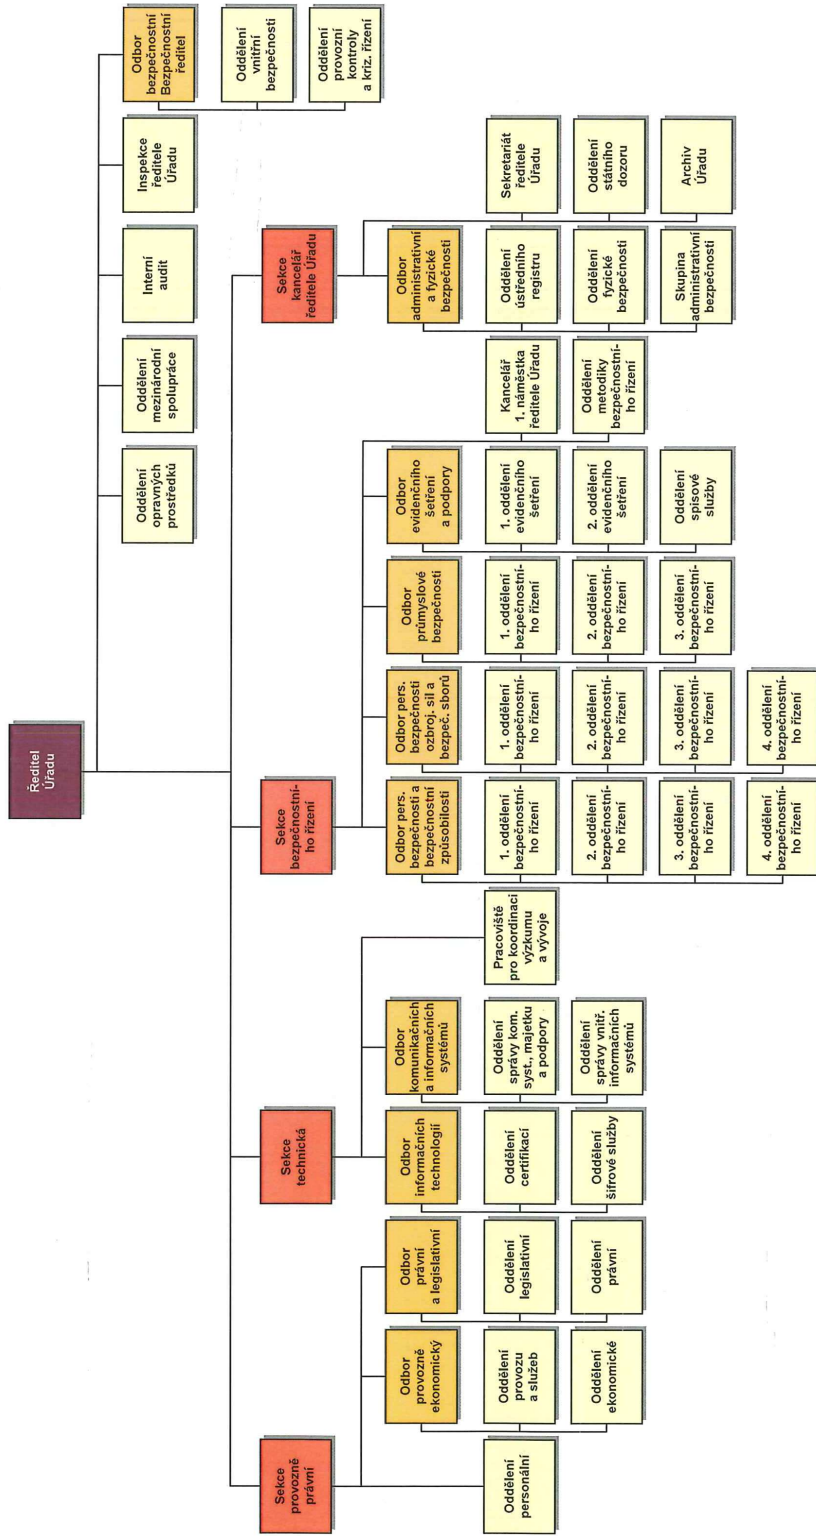 Ředitel
Úřadu
Oddělení
opravných
prostředků
Oddělení
mezinárodní
spolupráce
Interní
audit
Inspekce
ředitele
Úřadu
Odbor
bezpečnostní
Bezpečnostní
ředitel
Oddělení
vnitřní
bezpečnosti
Oddělení
provozní
kontroly
a kriz. řízení
Sekce
provozně
právní
Sekce
technická
Sekce
bezpečnostní-
ho řízení
Sekce
kancelář
ředitele Úřadu
Oddělení
personální
Odbor
provozně
ekonomický
Oddělení
provozu
a služeb
Oddělení
ekonomické
Odbor
právní
a legislativní
Oddělení
legislativní
Oddělení
právní
Odbor
informačních
technologií
Oddělení
certifikací
Oddělení
šifrové služby
Odbor
komunikačních
a informačních
systémů
Oddělení
správy kom.
syst., majetku
a podpory
Oddělení
správy vnitř.
informačních
systémů
Pracoviště
pro koordinaci
výzkumu
a vývoje
Odbor pers.
bezpečnosti a
bezpečnostní
způsobilosti
1. oddělení
bezpečnostní-
ho řízení
2. oddělení
bezpečnostní-
ho řízení
3. oddělení
bezpečnostní-
ho řízení
4. oddělení
bezpečnostní-
ho řízení
Odbor pers.
bezpečnosti
ozbroj. sil a
bezpeč. sborů
1. oddělení
bezpečnostní-
ho řízení
2. oddělení
bezpečnostní-
ho řízení
3. oddělení
bezpečnostní-
ho řízení
4. oddělení
bezpečnostní-
ho řízení
Odbor
průmyslové
bezpečnosti
1. oddělení
bezpečnostní-
ho řízení
2. oddělení
bezpečnostní-
ho řízení
3. oddělení
bezpečnostní-
ho řízení
Odbor
evidenčního
šetření
a podpory
1. oddělení
evidenčního
šetření
2. oddělení
evidenčního
šetření
Oddělení
spisové
služby
Kancelář
1. náměstka
ředitele Úřadu
Oddělení
metodiky
bezpečnostní-
ho řízení
Odbor
administrativní
a fyzické
bezpečnosti
Oddělení
ústředního
registru
Oddělení
fyzické
bezpečnosti
Skupina
administrativní
bezpečnosti
Sekretariát
ředitele
Úřadu
Oddělení
státního
dozoru
Archiv
Úřadu